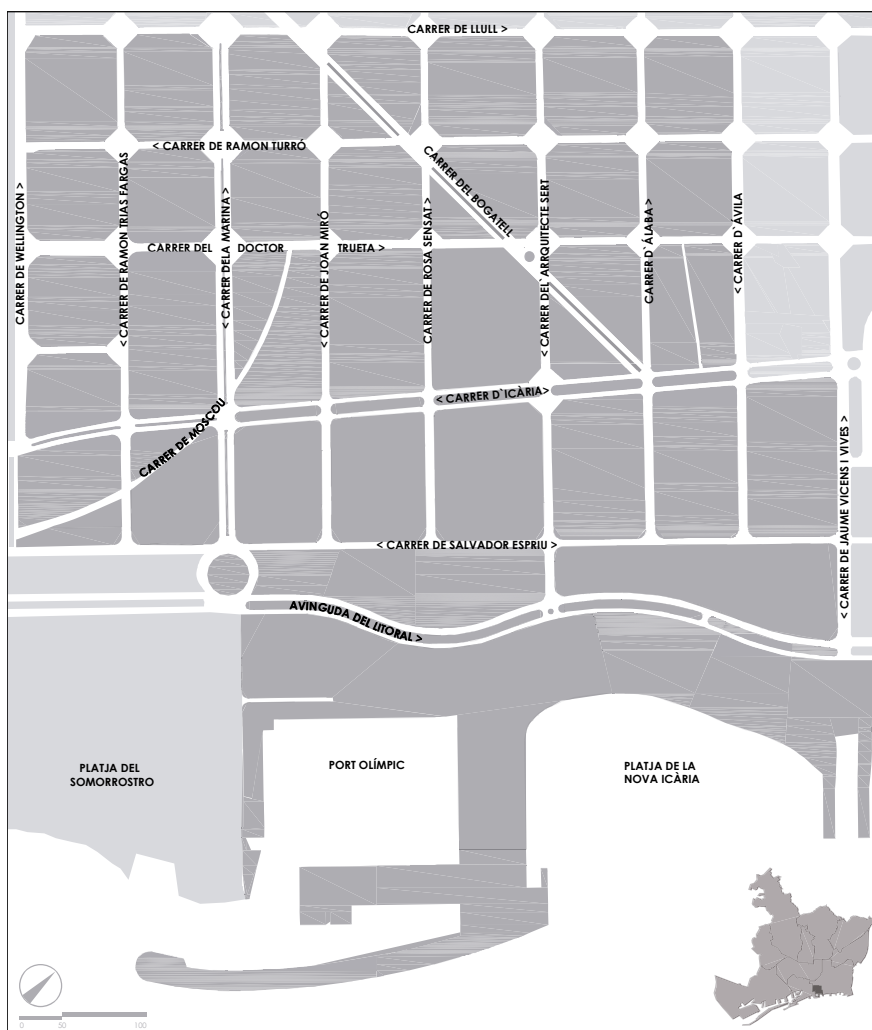 CARRER DE LLULL >
< CARRER DE RAMON TURRÓ
CARRER DEL BOGATELL
CARRER DE WELLINGTON >
< CARRER DE RAMON TRIAS FARGAS
< CARRER DELA MARINA >
< CARRER DE JOAN MIRÓ
CARRER DE ROSA SENSAT >
< CARRER DEL`ARRQUITECTE SERT
CARRER D`ÁLABA >
< CARRER D`ÁVILA
CARRER DEL DOCTOR TRUETA >
< CARRER D`ICÀRIA>
CARRER DE MOSCOU
< CARRER DE JAUME VICENS I VIVES >
< CARRER DE SALVADOR ESPRIU >
AVINGUDA DEL LITORAL >
PLATJA DEL
SOMORROSTRO
PORT OLÍMPIC
PLATJA DE LA
NOVA ICÀRIA
0 50 100